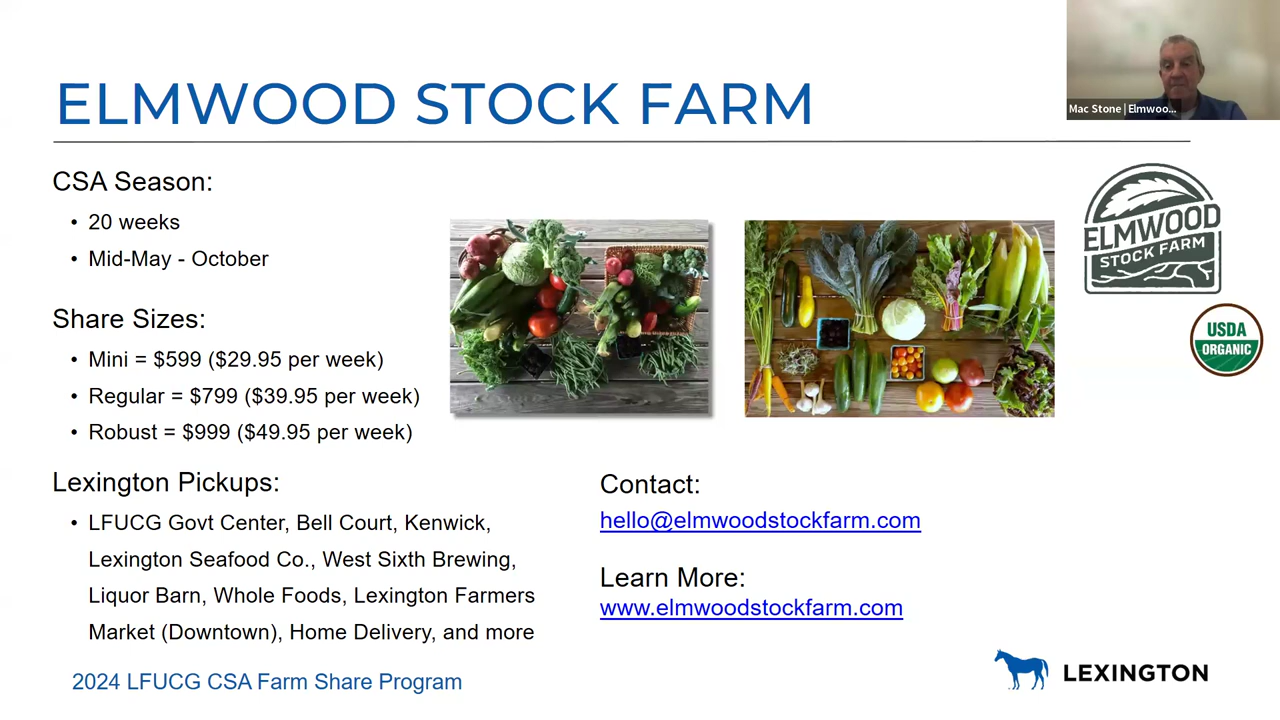 ELMWOOD STOCK FARM
Mac Stone | Elmwoo...
CSA Season:
• 20 weeks
• Mid-May - October
Share Sizes:
• Mini = $599 ($29.95 per week)
• Regular = $799 ($39.95 per week)
• Robust = $999 ($49.95 per week)
Lexington Pickups:
• LFUCG Govt Center, Bell Court, Kenwick,
Lexington Seafood Co., West Sixth Brewing,
Liquor Barn, Whole Foods, Lexington Farmers
Market (Downtown), Home Delivery, and more
ELMWOOD
STOCK FARM
USDA
ORGANIC
Contact:
hello@elmwoodstockfarm.com
Learn More:
www.elmwoodstockfarm.com
2024 LFUCG CSA Farm Share Program
LEXINGTON